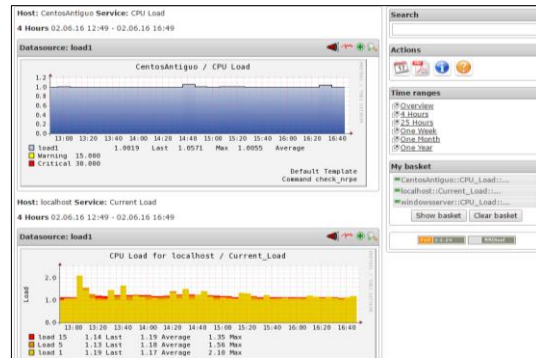 Host: CentosAntiguo Service: CPU Load
4 Hours 02.06.16 12:49 - 02.06.16 16:49
Datasource: load1
CentosAntiguo / CPU Load
1.2
1.0
0.8
0.6
0.4
0.2
0.0
13:00 13:20 13:40 14:00 14:20 14:40 15:00 15:20 15:40 16:00 16:20 16:40
load1 1.0019 Last 1.0571 Max 1.0055 Average
Warning 15.000
Critical 30.000
Default Template
Command check_nrpe
Host: localhost Service: Current Load
4 Hours 02.06.16 12:49 - 02.06.16 16:49
Datasource: load1
CPU Load for localhost / Current_Load
Load
2.0
1.0
0.0
13:00 13:20 13:40 14:00 14:20 14:40 15:00 15:20 15:40 16:00 16:20 16:40
load 15 1.14 Last 1.19 Average 1.35 Max
Load 5 1.13 Last 1.18 Average 1.56 Max
load 1 1.19 Last 1.17 Average 2.10 Max
Search
Actions
Time ranges
Overview
4 Hours
25 Hours
One Week
One Month
One Year
My basket
CentosAntiguo::CPU_Load::...
localhost::Current_Load::...
windowsserver::CPU_Load::...
Show basket Clear basket